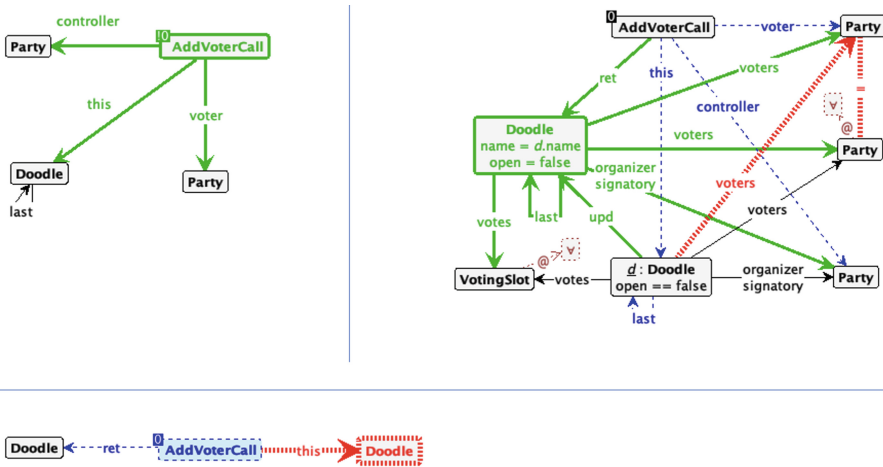 controller
!0
Party
AddVoterCall
this
voter
Doodle
Party
last
0
AddVoterCall
voter
Party
ret
this
voters
controller
=
∀
@
Doodle
name = d.name
open = false
voters
Party
organizer
signatory
voters
votes
last
upd
voters
@
∀
VotingSlot
votes
d : Doodle
open == false
organizer
signatory
Party
last
0
Doodle
ret
AddVoterCall
this
Doodle